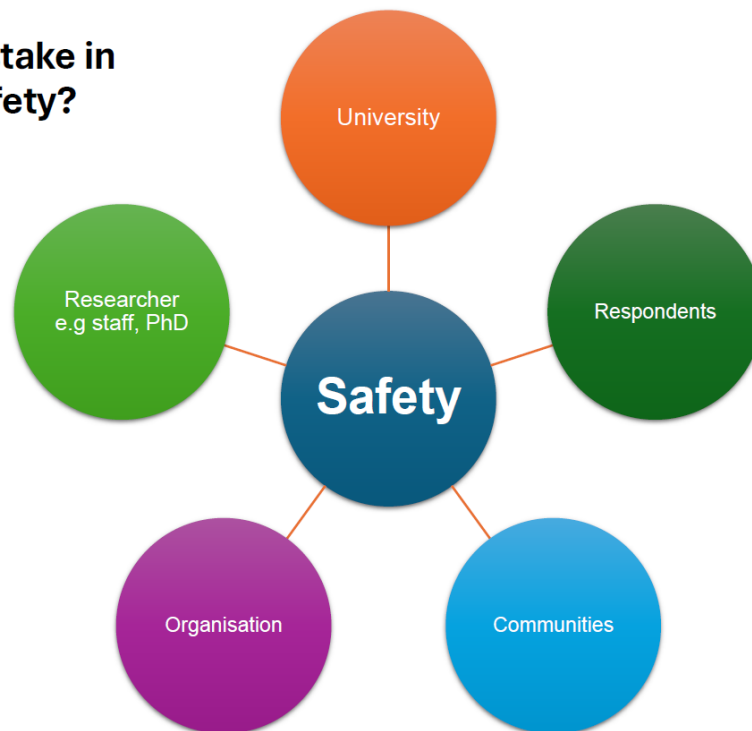 take in
fety?
University
Researcher
e.g staff, PhD
Respondents
Safety
Organisation
Communities